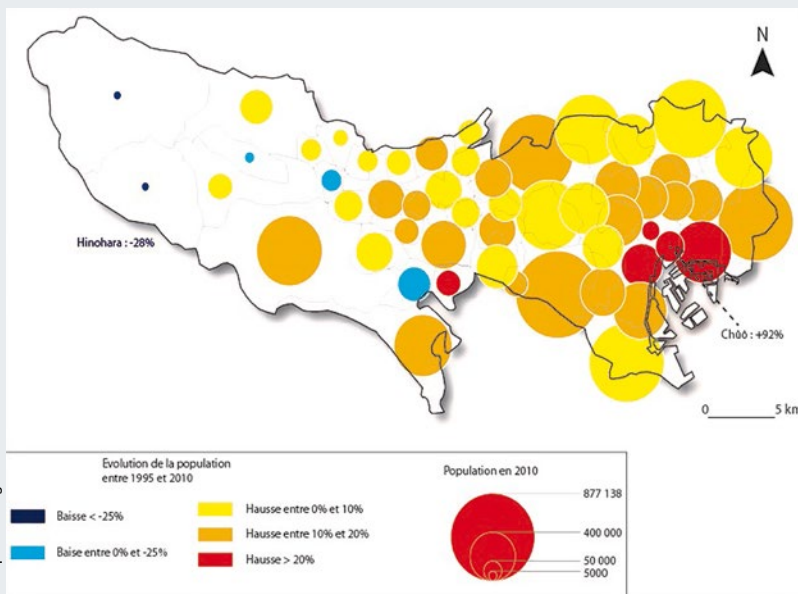 N
Hinohara : -28%
Chûô : +92%
0 5 km
Evolution de la population
entre 1995 et 2010
Baisse < -25%
Baise entre 0% et -25%
Hausse entre 0% et 10%
Hausse entre 10% et 20%
Hausse > 20%
Population en 2010
877 138
400 000
50 000
5000